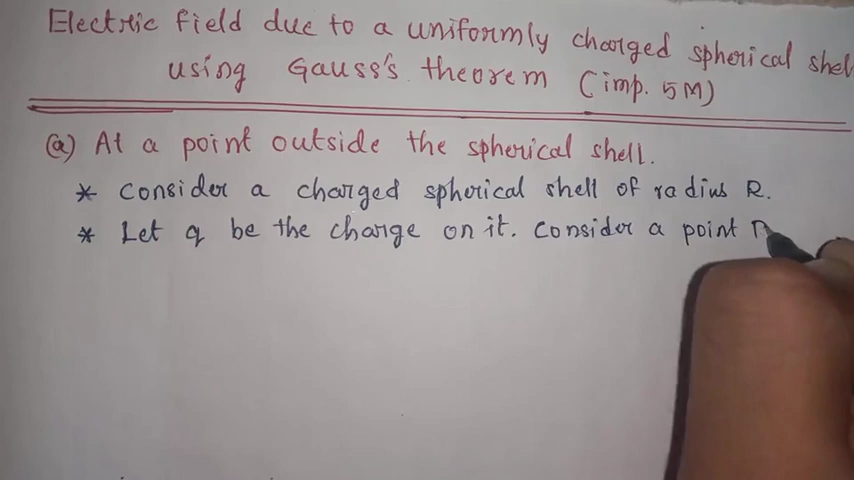 Electric field due to a uniformly charged spherical shell
using Gauss's theorem (imp. 5M)
(a) At a point outside the spherical shell.
* Consider a charged spherical shell of radius R.
* Let q be the charge on it. Consider a point